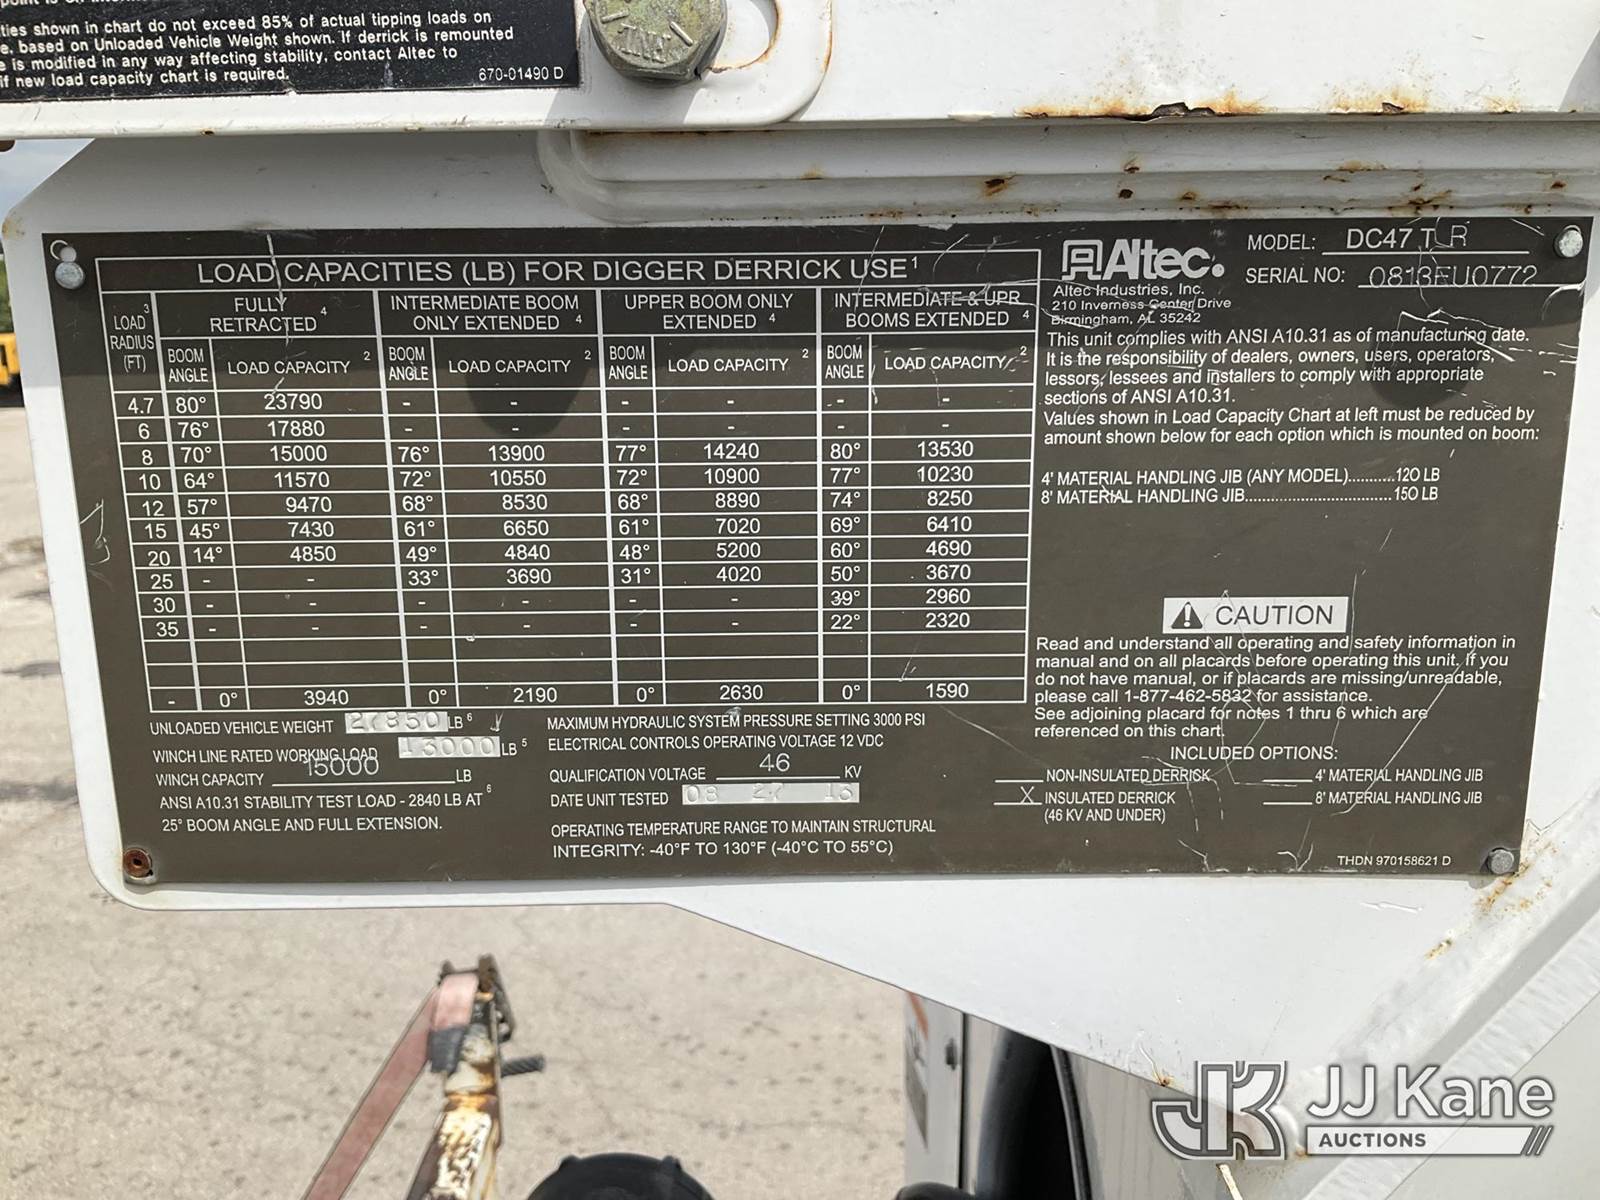 ties shown in chart do not exceed 85% of actual tipping loads on
e, based on Unloaded Vehicle Weight shown. If derrick is remounted
e is modified in any way affecting stability, contact Altec to
if new load capacity chart is required.
670-01490 D
LOAD CAPACITIES (LB) FOR DIGGER DERRICK USE 1
LOAD RADIUS (FT) 3 FULLY RETRACTED 4 INTERMEDIATE BOOM ONLY EXTENDED 4 UPPER BOOM ONLY EXTENDED 4 INTERMEDIATE & UPR BOOMS EXTENDED 4
BOOM ANGLE LOAD CAPACITY 2 BOOM ANGLE LOAD CAPACITY 2 BOOM ANGLE LOAD CAPACITY 2 BOOM ANGLE LOAD CAPACITY 2
4.7 80° 23790 - - - - - -
6 76° 17880 - - - - - -
8 70° 15000 76° 13900 77° 14240 80° 13530
10 64° 11570 72° 10550 72° 10900 77° 10230
12 57° 9470 68° 8530 68° 8890 74° 8250
15 45° 7430 61° 6650 61° 7020 69° 6410
20 14° 4850 49° 4840 48° 5200 60° 4690
25 - - 33° 3690 31° 4020 50° 3670
30 - - - - - - 39° 2960
35 - - - - - - 22° 2320
- 0° 3940 0° 2190 0° 2630 0° 1590
UNLOADED VEHICLE WEIGHT 27850 LB 6
WINCH LINE RATED WORKING LOAD 15000 LB 5
WINCH CAPACITY 15000 LB
ANSI A10.31 STABILITY TEST LOAD - 2840 LB AT 6
25° BOOM ANGLE AND FULL EXTENSION.
MAXIMUM HYDRAULIC SYSTEM PRESSURE SETTING 3000 PSI
ELECTRICAL CONTROLS OPERATING VOLTAGE 12 VDC
QUALIFICATION VOLTAGE 46 KV
DATE UNIT TESTED 08 27 13
OPERATING TEMPERATURE RANGE TO MAINTAIN STRUCTURAL
INTEGRITY: -40°F TO 130°F (-40°C TO 55°C)
Altec.
Altec Industries, Inc.
210 Inverness Center Drive
Birmingham, AL 35242
MODEL: DC47 TR
SERIAL NO: 0813EU0772
This unit complies with ANSI A10.31 as of manufacturing date.
It is the responsibility of dealers, owners, users, operators,
lessors, lessees and installers to comply with appropriate
sections of ANSI A10.31.
Values shown in Load Capacity Chart at left must be reduced by
amount shown below for each option which is mounted on boom:
4' MATERIAL HANDLING JIB (ANY MODEL)..........120 LB
8' MATERIAL HANDLING JIB..................................150 LB
CAUTION
Read and understand all operating and safety information in
manual and on all placards before operating this unit. If you
do not have manual, or if placards are missing/unreadable,
please call 1-877-462-5832 for assistance.
See adjoining placard for notes 1 thru 6 which are
referenced on this chart.
INCLUDED OPTIONS:
NON-INSULATED DERRICK 4' MATERIAL HANDLING JIB
X INSULATED DERRICK 8' MATERIAL HANDLING JIB
(46 KV AND UNDER)
THDN 970158621 D
JK JJ Kane
AUCTIONS